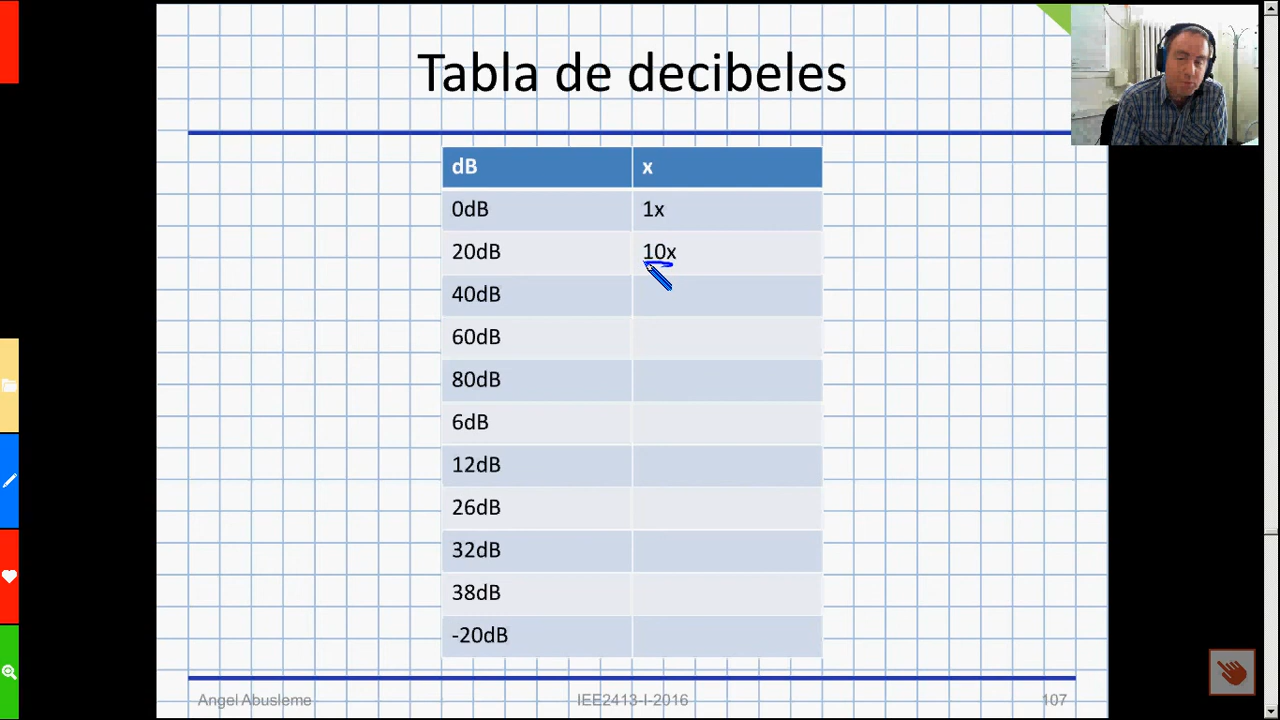 Tabla de decibeles
dB x
0dB 1x
20dB 10x
40dB
60dB
80dB
6dB
12dB
26dB
32dB
38dB
-20dB
Angel Abusleme IEE2413-I-2016 107